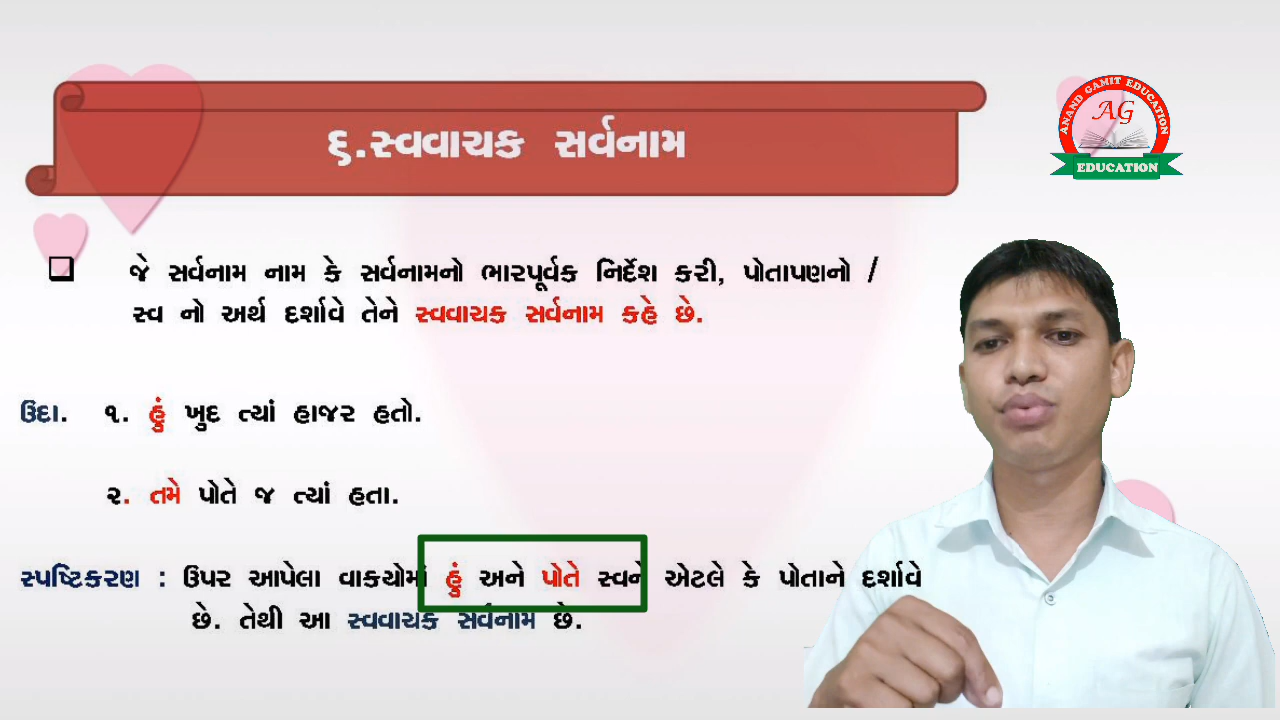 ૬.સ્વવાચક સર્વનામ
ANAND GAMIT EDUCATION
AG
EDUCATION
જે સર્વનામ નામ કે સર્વનામનો ભારપૂર્વક નિર્દેશ કરી, પોતાપણનો /
સ્વ નો અર્થ દર્શાવે તેને સ્વવાચક સર્વનામ કહે છે.
ઉદા. ૧. હું ખુદ ત્યાં હાજર હતો.
૨. તમે પોતે જ ત્યાં હતા.
સ્પષ્ટિકરણ : ઉપર આપેલા વાક્યોમાં હું અને પોતે સ્વને એટલે કે પોતાને દર્શાવે
છે. તેથી આ સ્વવાચક સર્વનામ છે.